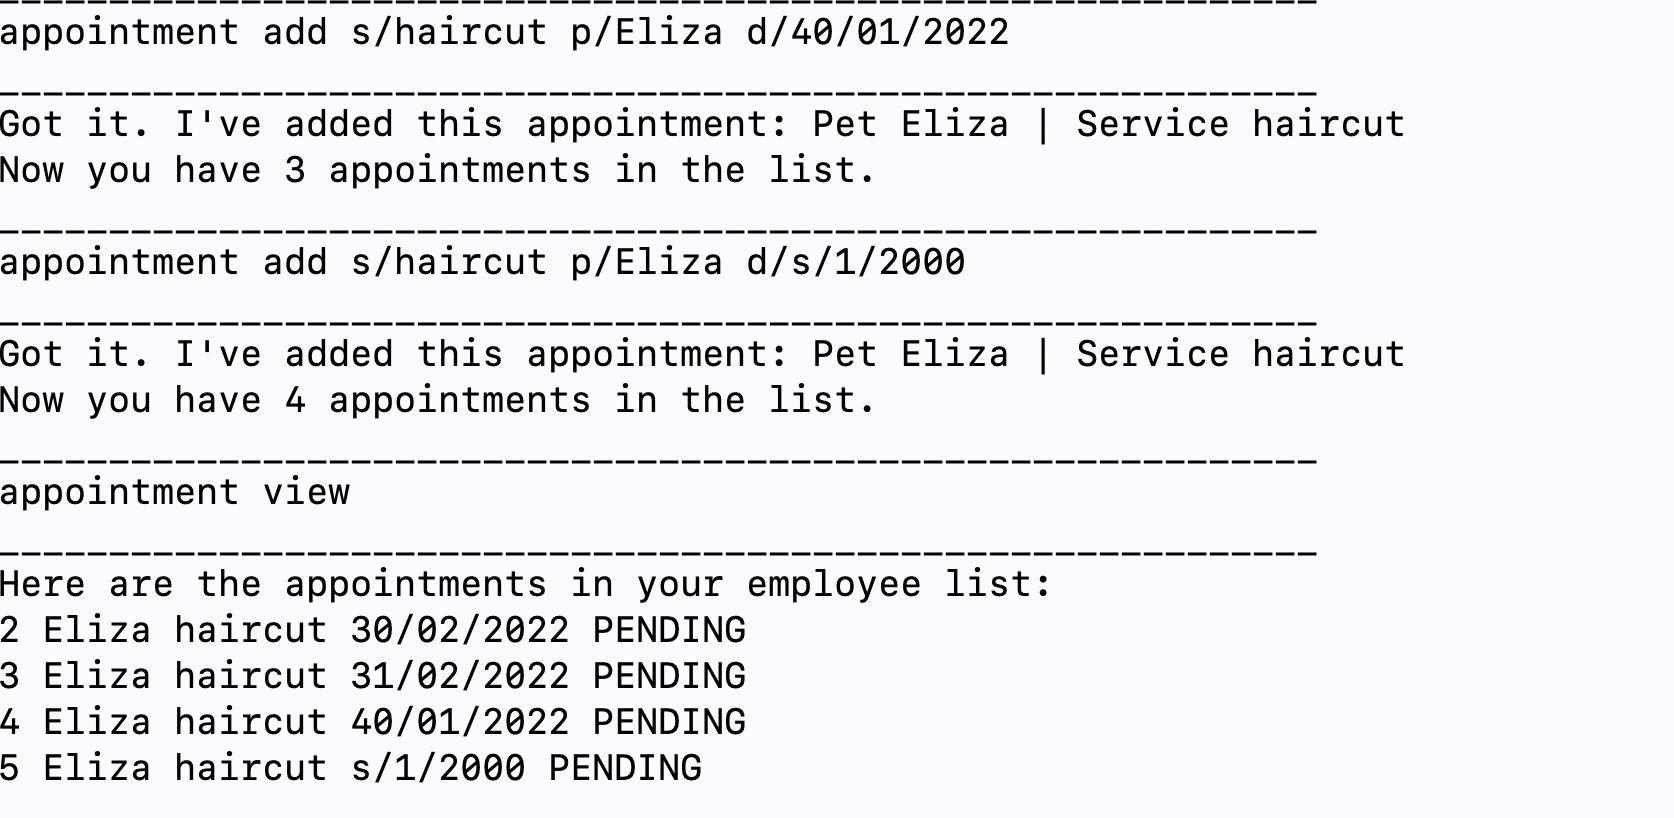 ____________________________________________________________
appointment add s/haircut p/Eliza d/40/01/2022
____________________________________________________________
Got it. I've added this appointment: Pet Eliza | Service haircut
Now you have 3 appointments in the list.
____________________________________________________________
appointment add s/haircut p/Eliza d/s/1/2000
____________________________________________________________
Got it. I've added this appointment: Pet Eliza | Service haircut
Now you have 4 appointments in the list.
____________________________________________________________
appointment view
____________________________________________________________
Here are the appointments in your employee list:
2 Eliza haircut 30/02/2022 PENDING
3 Eliza haircut 31/02/2022 PENDING
4 Eliza haircut 40/01/2022 PENDING
5 Eliza haircut s/1/2000 PENDING